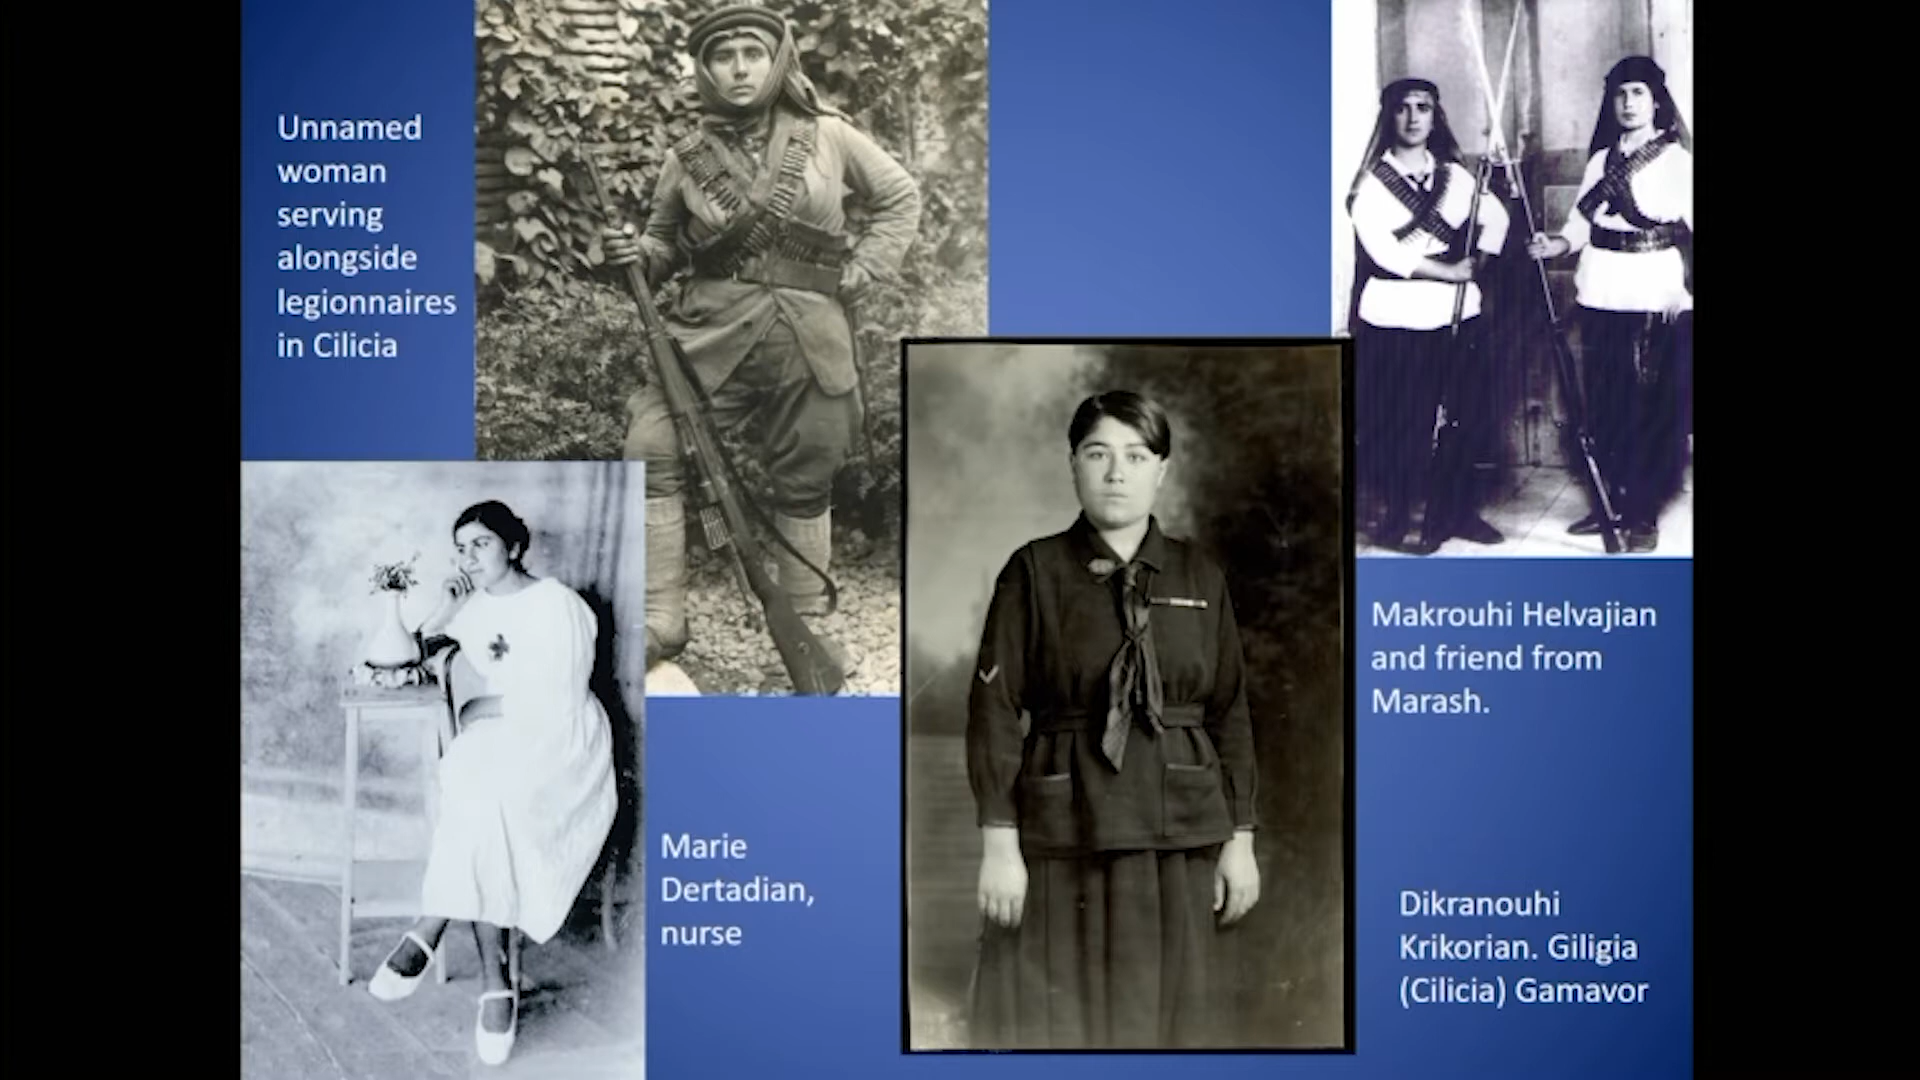 Unnamed
woman
serving
alongside
legionnaires
in Cilicia
Makrouhi Helvajian
and friend from
Marash.
Marie
Dertadian,
nurse
Dikranouhi
Krikorian. Giligia
(Cilicia) Gamavor